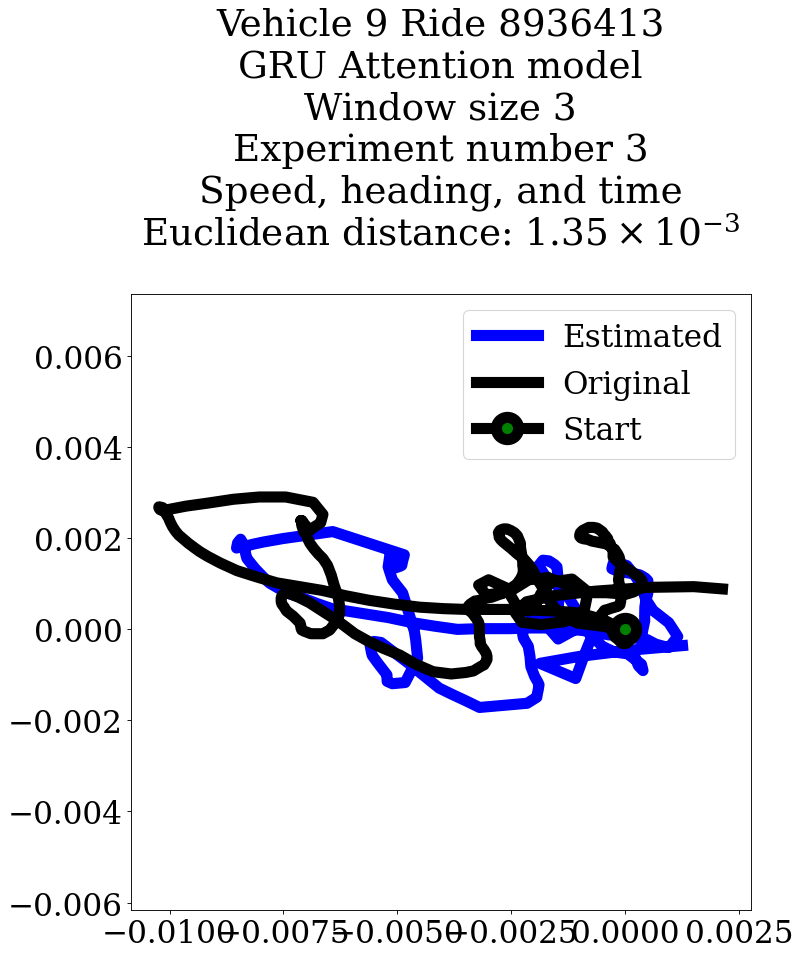 Vehicle 9 Ride 8936413
GRU Attention model
Window size 3
Experiment number 3
Speed, heading, and time
Euclidean distance: 1.35 × 10⁻³
Estimated
Original
Start
0.006
0.004
0.002
0.000
−0.002
−0.004
−0.006
−0.0100 −0.0075 −0.0050 −0.0025 0.0000 0.0025